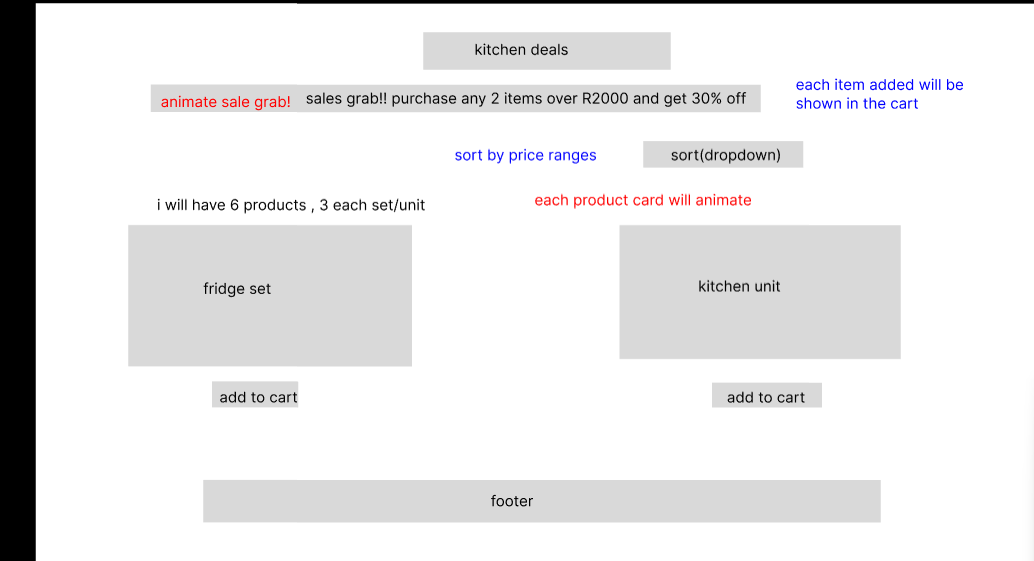 kitchen deals
animate sale grab! sales grab!! purchase any 2 items over R2000 and get 30% off
each item added will be
shown in the cart
sort by price ranges
sort(dropdown)
i will have 6 products , 3 each set/unit
each product card will animate
fridge set
kitchen unit
add to cart
add to cart
footer